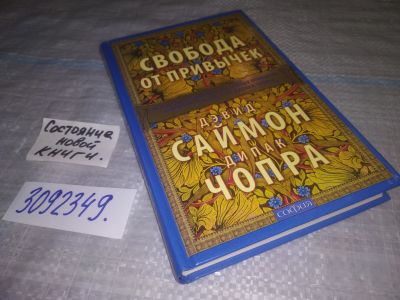 СВОБОДА
ОТ ПРИВЫЧЕК
ДЭВИД
САЙМОН
ДИПАК
ЧОПРА
СОФИЯ
Состояние
новой
книги.
3092349.